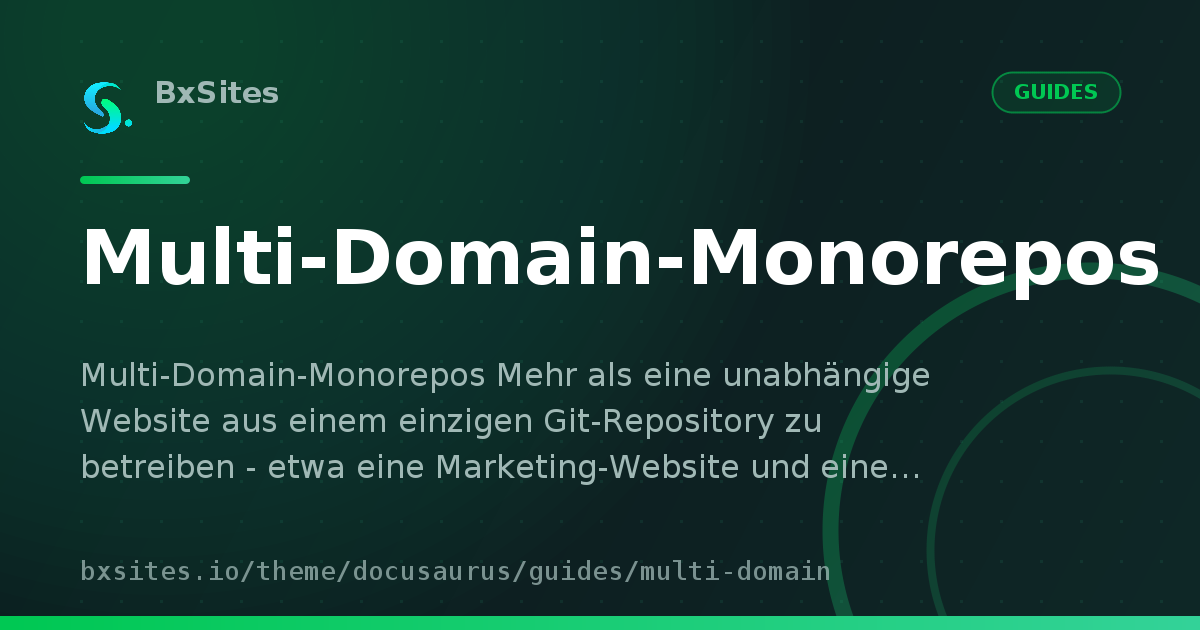 BxSites
GUIDES
Multi-Domain-Monorepos
Multi-Domain-Monorepos Mehr als eine unabhängige
Website aus einem einzigen Git-Repository zu
betreiben - etwa eine Marketing-Website und eine...
bxsites.io/theme/docusaurus/guides/multi-domain